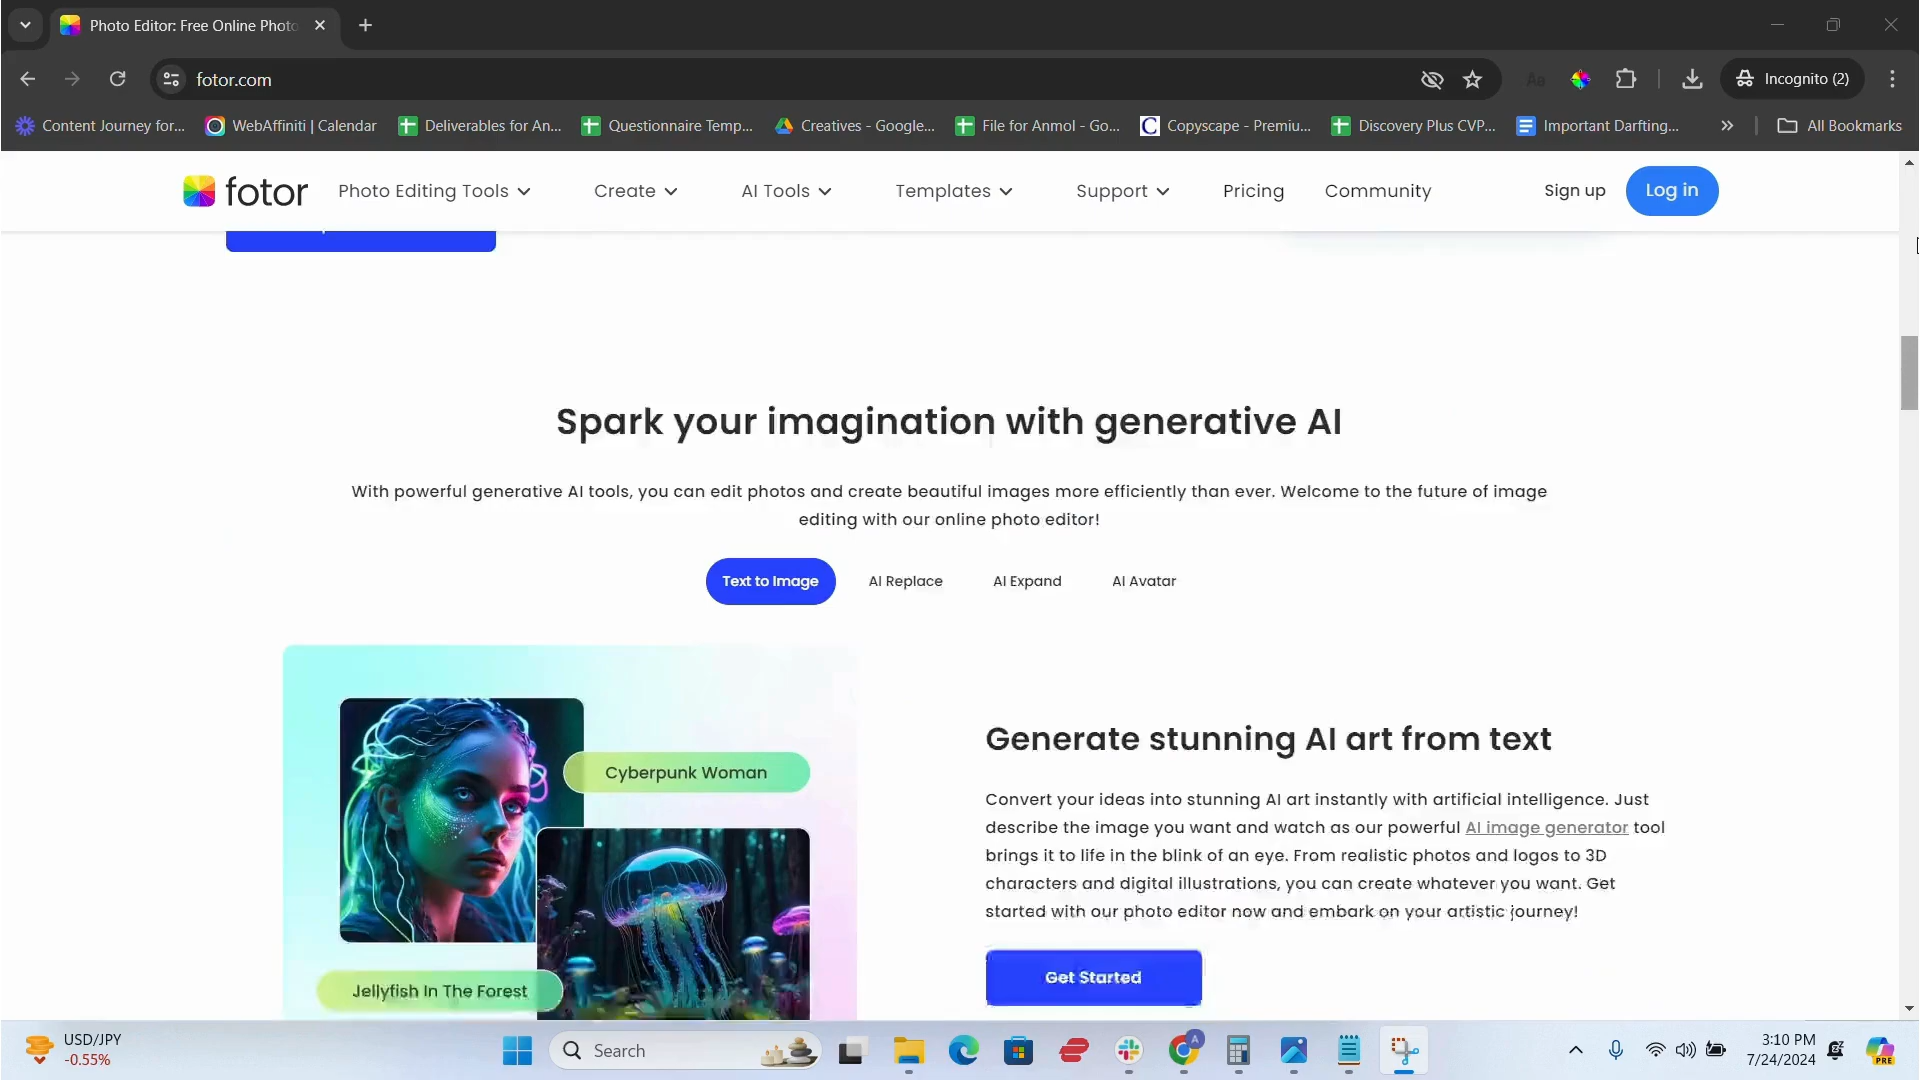 Photo Editor: Free Online Photo
fotor.com
Incognito (2)
Content Journey for...
WebAffiniti | Calendar
Deliverables for An...
Questionnaire Temp...
Creatives - Google...
File for Anmol - Go...
Copyscape - Premiu...
Discovery Plus CVP...
Important Darfting...
All Bookmarks
fotor
Photo Editing Tools
Create
AI Tools
Templates
Support
Pricing
Community
Sign up
Log in
Spark your imagination with generative AI
With powerful generative AI tools, you can edit photos and create beautiful images more efficiently than ever. Welcome to the future of image
editing with our online photo editor!
Text to Image
AI Replace
AI Expand
AI Avatar
Cyberpunk Woman
Jellyfish In The Forest
Generate stunning AI art from text
Convert your ideas into stunning AI art instantly with artificial intelligence. Just
describe the image you want and watch as our powerful AI image generator tool
brings it to life in the blink of an eye. From realistic photos and logos to 3D
characters and digital illustrations, you can create whatever you want. Get
started with our photo editor now and embark on your artistic journey!
Get Started
USD/JPY
-0.55%
Search
A
3:10 PM
7/24/2024
PRE